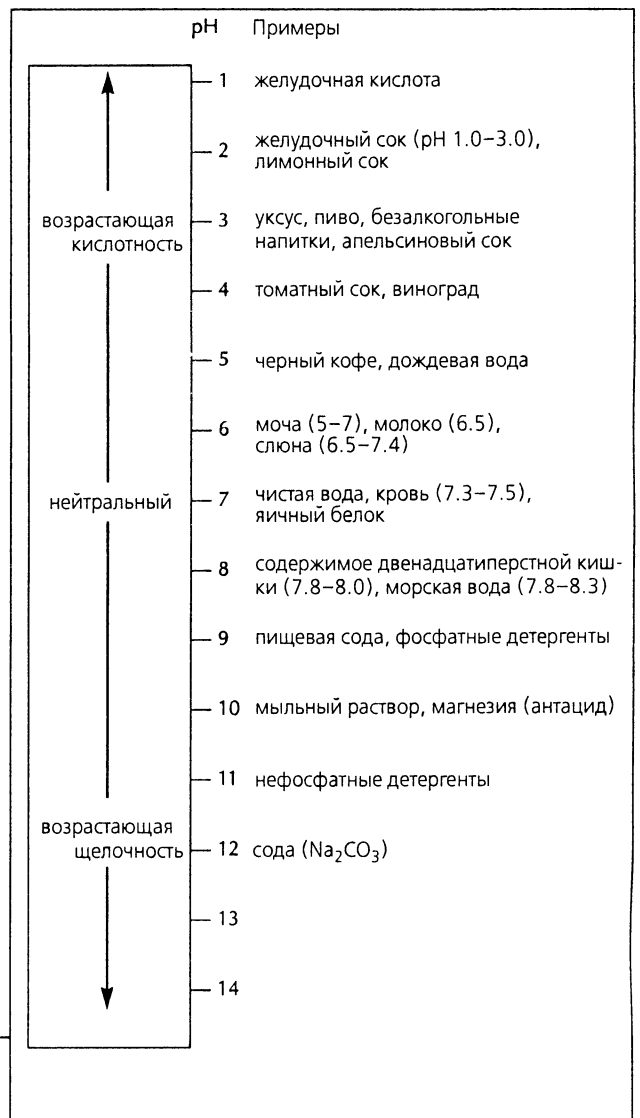 pH Примеры
1 желудочная кислота
2 желудочный сок (pH 1.0–3.0),
лимонный сок
возрастающая
кислотность
3 уксус, пиво, безалкогольные
напитки, апельсиновый сок
4 томатный сок, виноград
5 черный кофе, дождевая вода
6 моча (5–7), молоко (6.5),
слюна (6.5–7.4)
нейтральный
7 чистая вода, кровь (7.3–7.5),
яичный белок
8 содержимое двенадцатиперстной киш-
ки (7.8–8.0), морская вода (7.8–8.3)
9 пищевая сода, фосфатные детергенты
10 мыльный раствор, магнезия (антацид)
11 нефосфатные детергенты
возрастающая
щелочность
12 сода (Na₂CO₃)
13
14